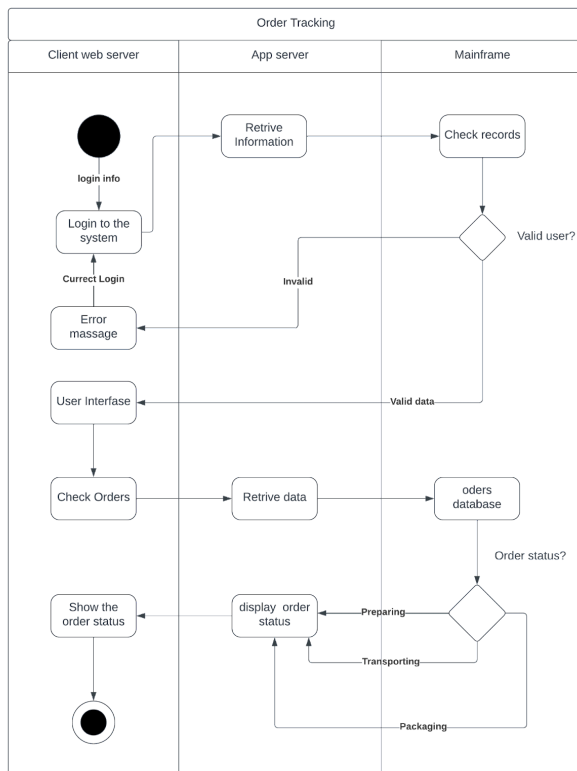 Order Tracking
Client web server
App server
Mainframe
Retrive
Information
Check records
login info
Login to the
system
Valid user?
Currect Login
Invalid
Error
massage
User Interfase
Valid data
Check Orders
Retrive data
oders
database
Order status?
Show the
order status
display order
status
Preparing
Transporting
Packaging